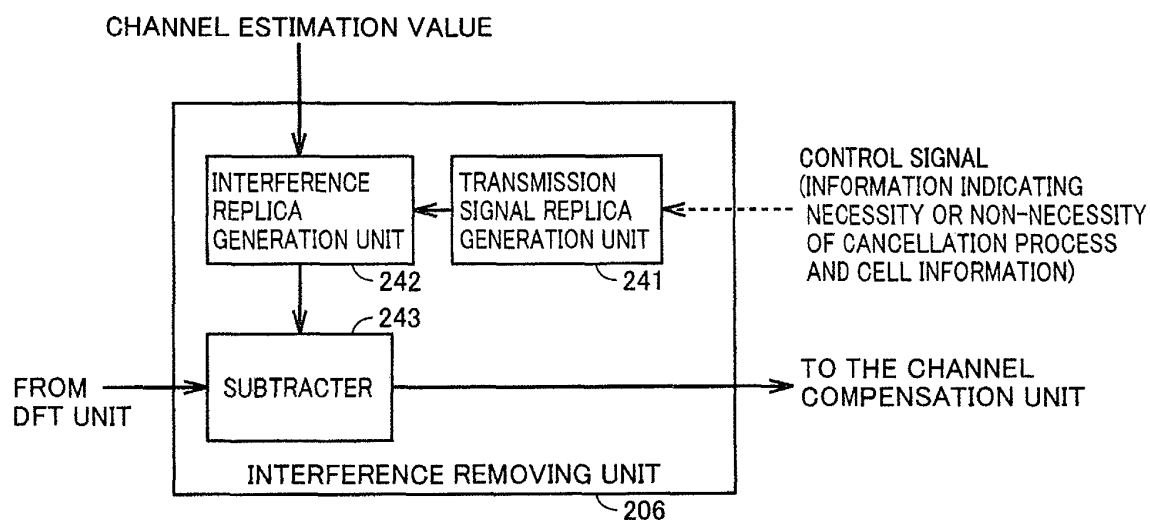 CHANNEL ESTIMATION VALUE
INTERFERENCE
REPLICA
GENERATION UNIT
242
TRANSMISSION
SIGNAL REPLICA
GENERATION UNIT
241
CONTROL SIGNAL
(INFORMATION INDICATING
NECESSITY OR NON-NECESSITY
OF CANCELLATION PROCESS
AND CELL INFORMATION)
243
FROM
DFT UNIT
SUBTRACTER
TO THE CHANNEL
COMPENSATION UNIT
INTERFERENCE REMOVING UNIT
206